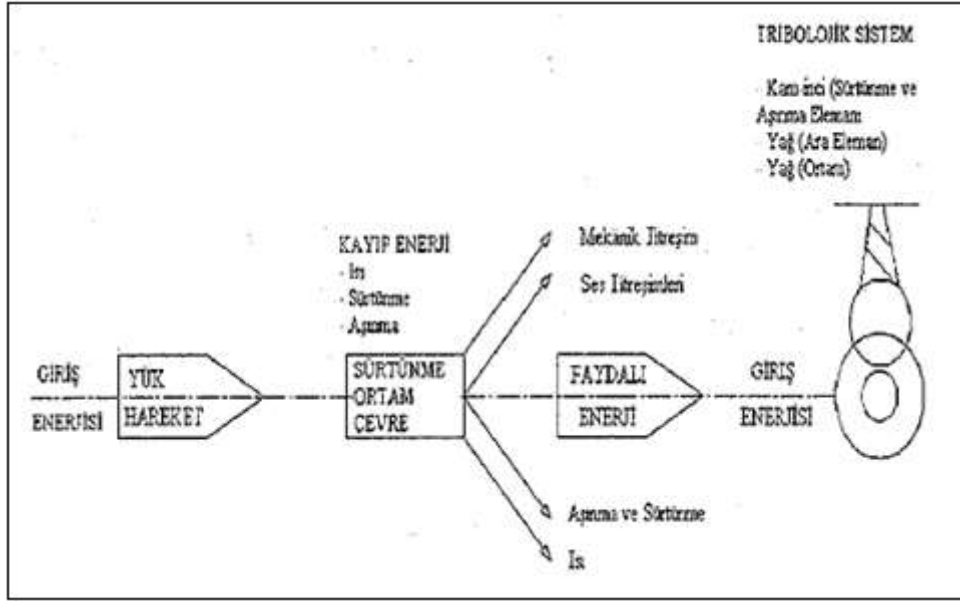 TRIBOLOJİK SİSTEM
- Kam-inci (Sürtünme ve
Aşınma Elemanı
- Yağ (Ara Eleman)
- Yağ (Ortam)
KAYIP ENERJİ
- Isı
- Sürtünme
- Aşınma
Mekanik Titreşim
Ses Titreşimleri
GİRİŞ
ENERJİSİ
YÜK
HAREKET
SÜRTÜNME
ORTAM
ÇEVRE
FAYDALI
ENERJİ
GİRİŞ
ENERJİSİ
Aşınma ve Sürtünme
Isı